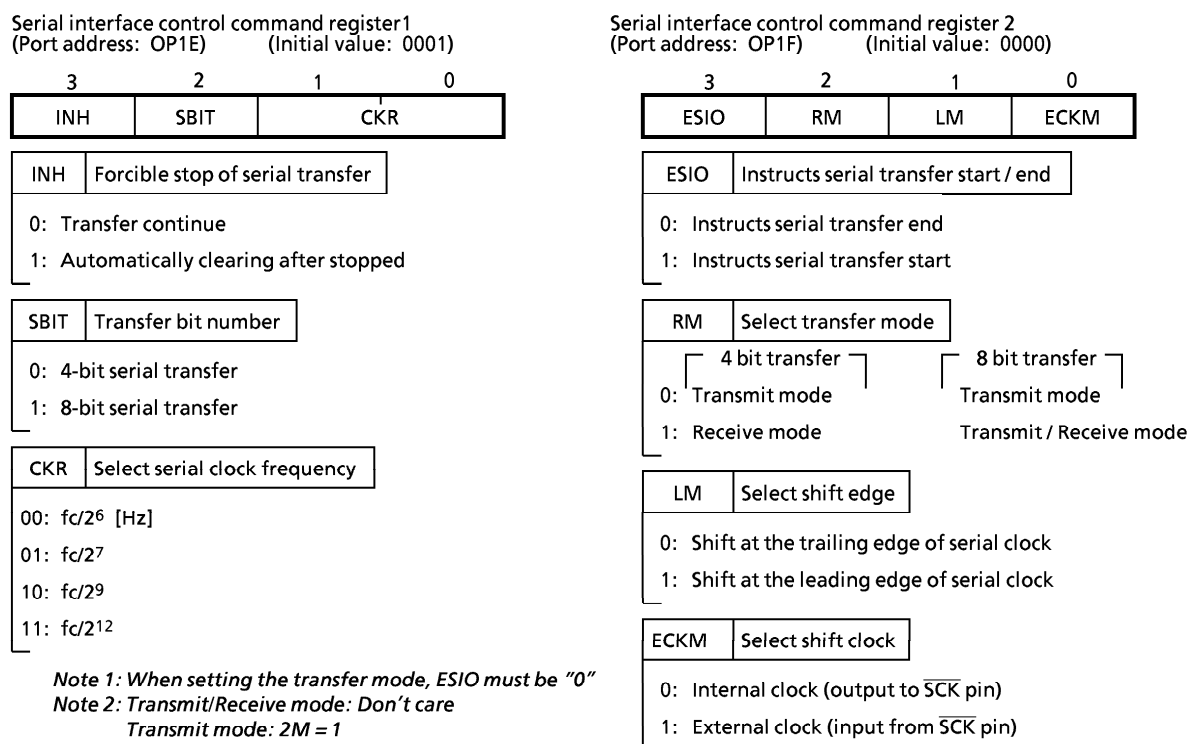 Serial interface control command register1
(Port address: OP1E) (Initial value: 0001)
3 2 1 0
INH SBIT CKR
INH Forcible stop of serial transfer
0: Transfer continue
1: Automatically clearing after stopped
SBIT Transfer bit number
0: 4-bit serial transfer
1: 8-bit serial transfer
CKR Select serial clock frequency
00: fc/2⁶ [Hz]
01: fc/2⁷
10: fc/2⁹
11: fc/2¹²
Note 1: When setting the transfer mode, ESIO must be "0"
Note 2: Transmit/Receive mode: Don't care
Transmit mode: 2M = 1
Serial interface control command register 2
(Port address: OP1F) (Initial value: 0000)
3 2 1 0
ESIO RM LM ECKM
ESIO Instructs serial transfer start / end
0: Instructs serial transfer end
1: Instructs serial transfer start
RM Select transfer mode
4 bit transfer 8 bit transfer
0: Transmit mode Transmit mode
1: Receive mode Transmit / Receive mode
LM Select shift edge
0: Shift at the trailing edge of serial clock
1: Shift at the leading edge of serial clock
ECKM Select shift clock
0: Internal clock (output to S̅C̅K̅ pin)
1: External clock (input from S̅C̅K̅ pin)